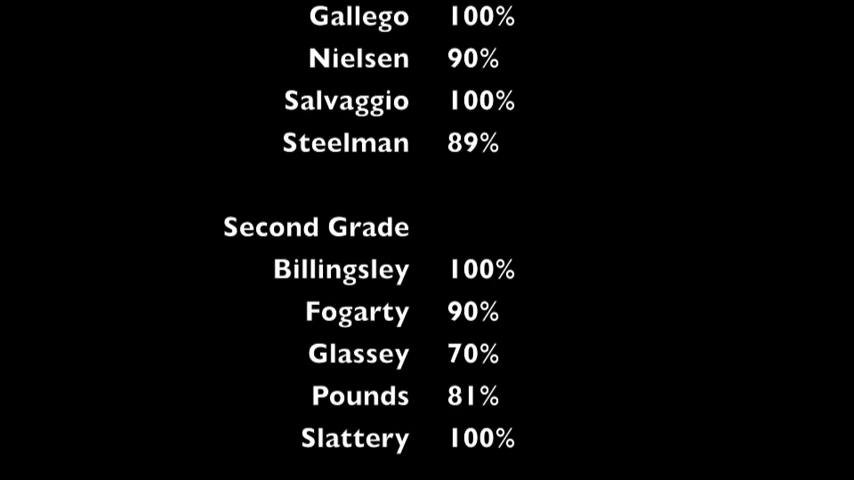 Gallego 100%
Nielsen 90%
Salvaggio 100%
Steelman 89%
Second Grade
Billingsley 100%
Fogarty 90%
Glassey 70%
Pounds 81%
Slattery 100%